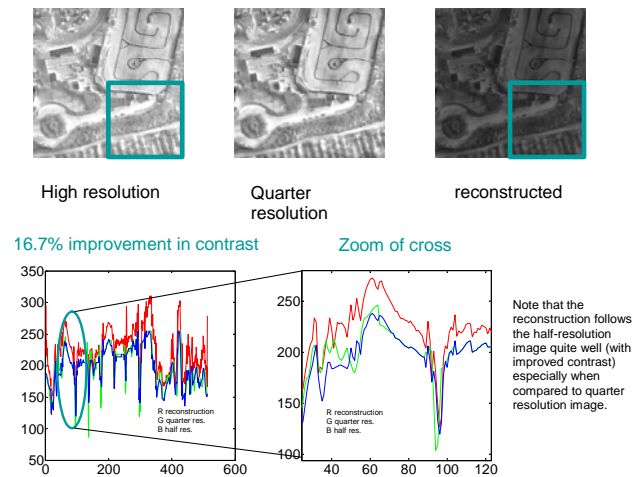 High resolution
Quarter
resolution
reconstructed
16.7% improvement in contrast
Zoom of cross
350
300
250
200
150
100
50
0
200
400
600
R reconstruction
G quarter res.
B half res.
250
200
150
100
40
60
80
100
120
R reconstruction
G quarter res.
B half res.
Note that the
reconstruction follows
the half-resolution
image quite well (with
improved contrast)
especially when
compared to quarter
resolution image.